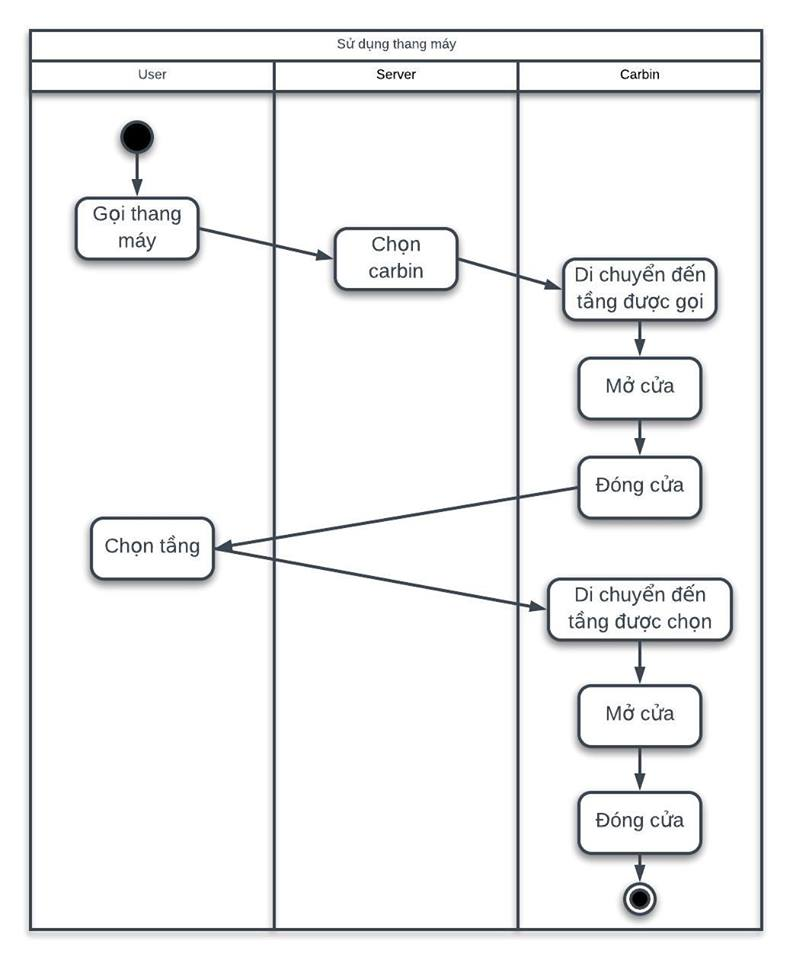 Sử dụng thang máy
User
Server
Carbin
Gọi thang
máy
Chọn
carbin
Di chuyển đến
tầng được gọi
Mở cửa
Đóng cửa
Chọn tầng
Di chuyển đến
tầng được chọn
Mở cửa
Đóng cửa